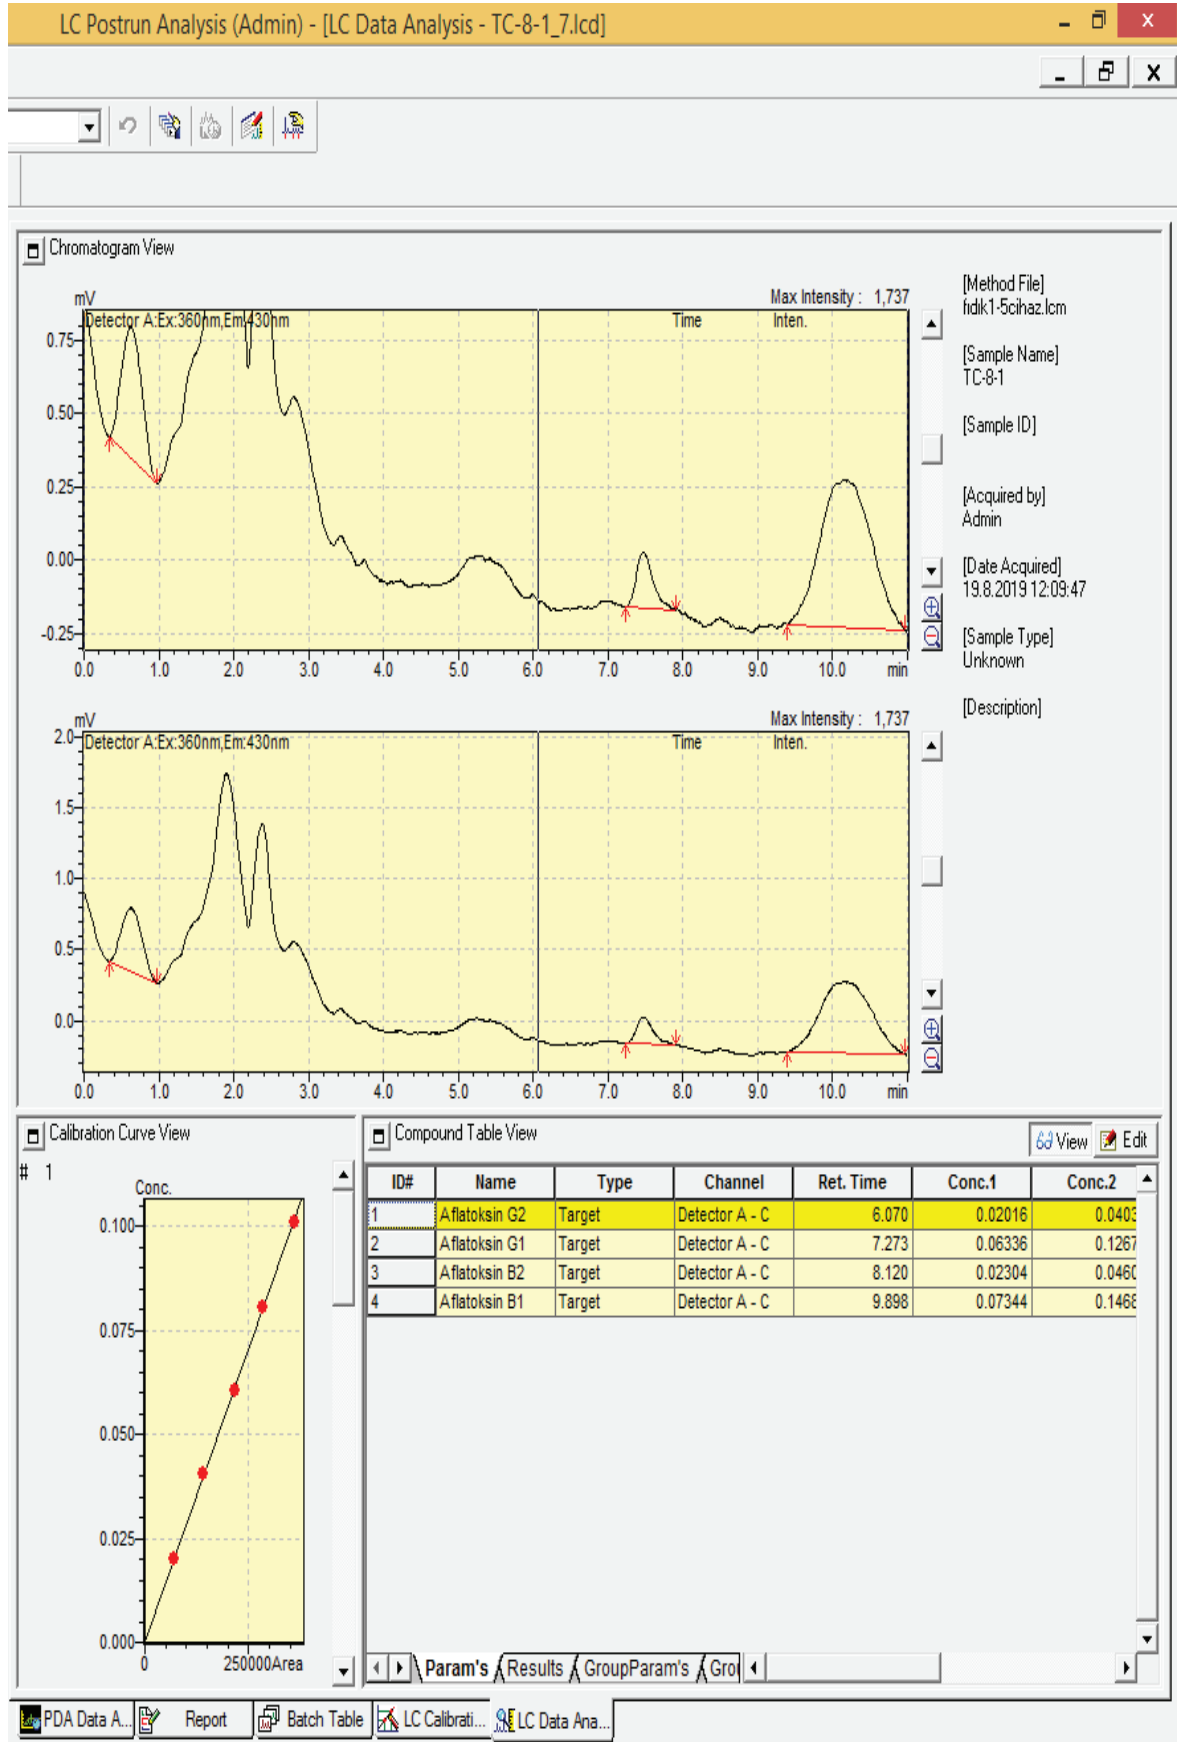 LC Postrun Analysis (Admin) - [LC Data Analysis - TC-8-1_7.lcd]
Chromatogram View
mV
Max Intensity : 1,737
Detector A:Ex:360nm,Em:430nm
Time Inten.
0.75
0.50
0.25
0.00
-0.25
0.0 1.0 2.0 3.0 4.0 5.0 6.0 7.0 8.0 9.0 10.0 min
[Method File]
fidik1-5cihaz.lcm
[Sample Name]
TC-8-1
[Sample ID]
[Acquired by]
Admin
[Date Acquired]
19.8.2019 12:09:47
[Sample Type]
Unknown
[Description]
mV
Max Intensity : 1,737
Detector A:Ex:360nm,Em:430nm
Time Inten.
2.0
1.5
1.0
0.5
0.0
0.0 1.0 2.0 3.0 4.0 5.0 6.0 7.0 8.0 9.0 10.0 min
Calibration Curve View
# 1
Conc.
0.100
0.075
0.050
0.025
0.000
0 250000 Area
Compound Table View
View Edit
ID# Name Type Channel Ret. Time Conc.1 Conc.2
1 Aflatoksin G2 Target Detector A - C 6.070 0.02016 0.0403
2 Aflatoksin G1 Target Detector A - C 7.273 0.06336 0.1267
3 Aflatoksin B2 Target Detector A - C 8.120 0.02304 0.0460
4 Aflatoksin B1 Target Detector A - C 9.898 0.07344 0.1468
Param's Results GroupParam's Gro
PDA Data A... Report Batch Table LC Calibrati... LC Data Ana...